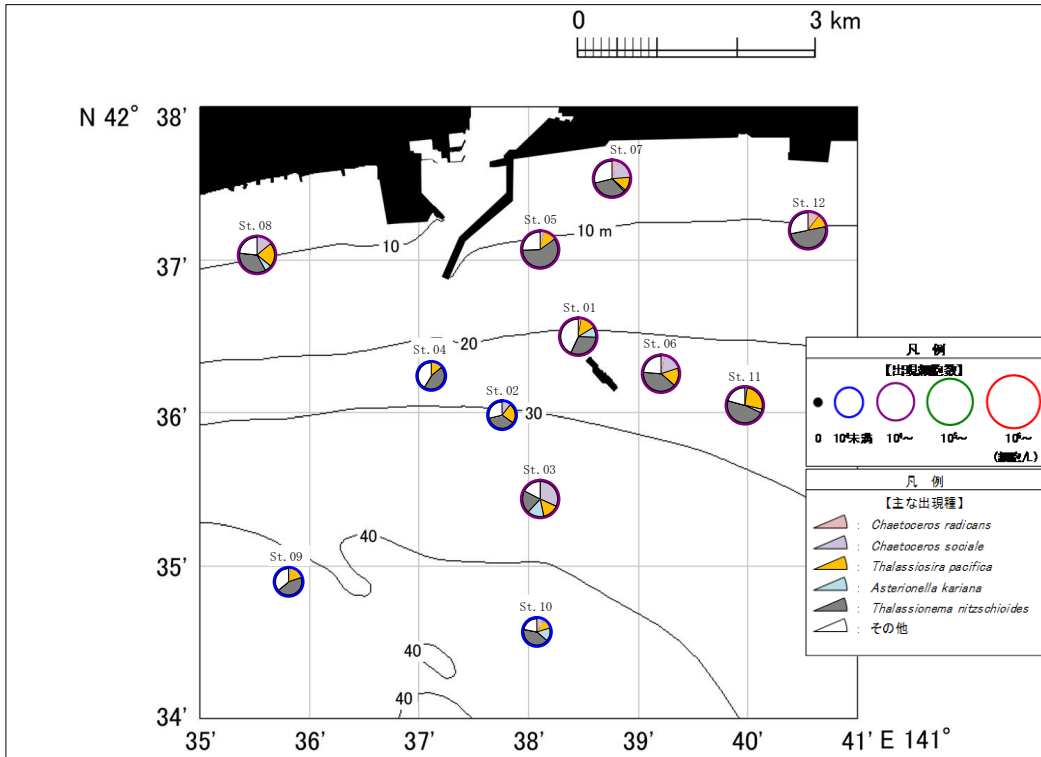 0 3 km
N 42° 38'
St. 07
St. 12
St. 08
St. 05
10
10 m
37'
St. 01
20
St. 04
St. 06
St. 02
St. 11
36'
30
St. 03
40
St. 09
35'
St. 10
40
40
34'
35' 36' 37' 38' 39' 40' 41' E 141°
凡 例
0 10⁴未満
凡 例
【主な出現種】
: Chaetoceros radicans
: Chaetoceros sociale
: Thalassiosira pacifica
: Asterionella kariana
: Thalassionema nitzschioides
: その他